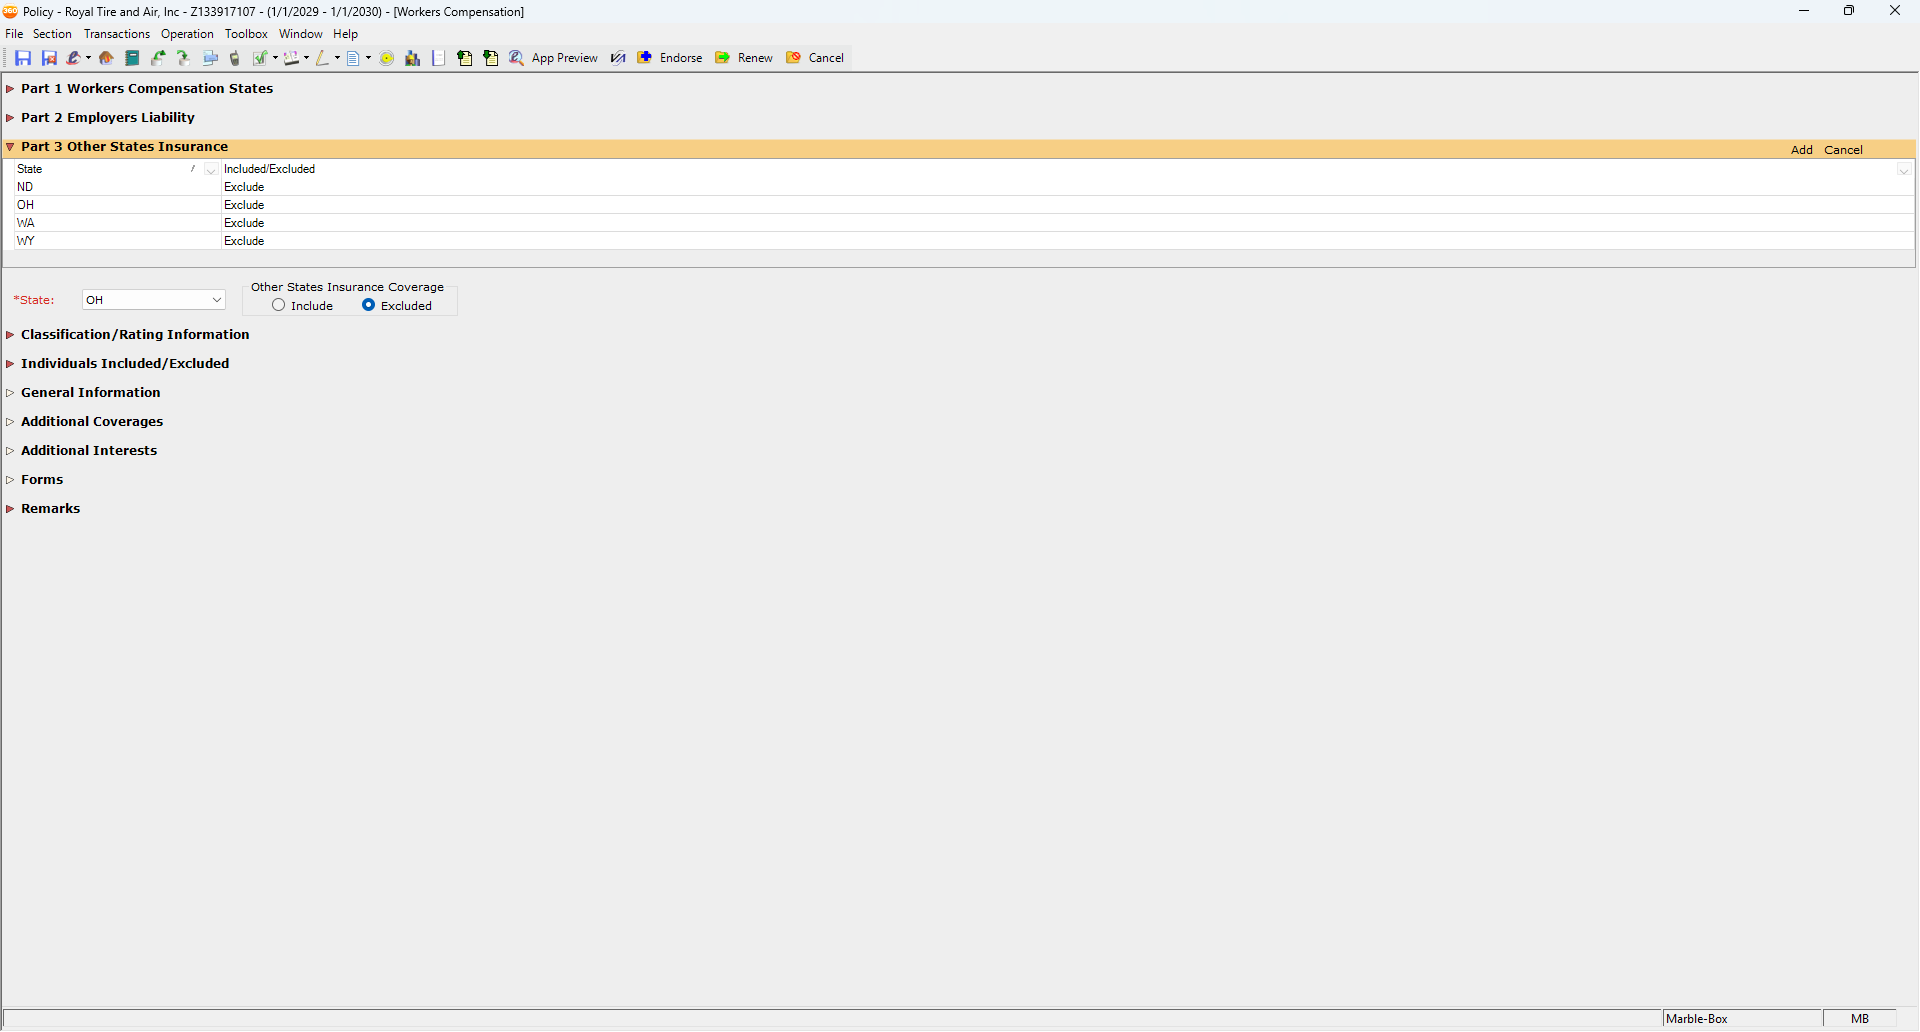 360 Policy - Royal Tire and Air, Inc - Z133917107 - (1/1/2029 - 1/1/2030) - [Workers Compensation]
File Section Transactions Operation Toolbox Window Help
App Preview Endorse Renew Cancel
Part 1 Workers Compensation States
Part 2 Employers Liability
Part 3 Other States Insurance
Add Cancel
State / Included/Excluded
ND Exclude
OH Exclude
WA Exclude
WY Exclude
Other States Insurance Coverage
*State: OH Include Excluded
Classification/Rating Information
Individuals Included/Excluded
General Information
Additional Coverages
Additional Interests
Forms
Remarks
Marble-Box MB